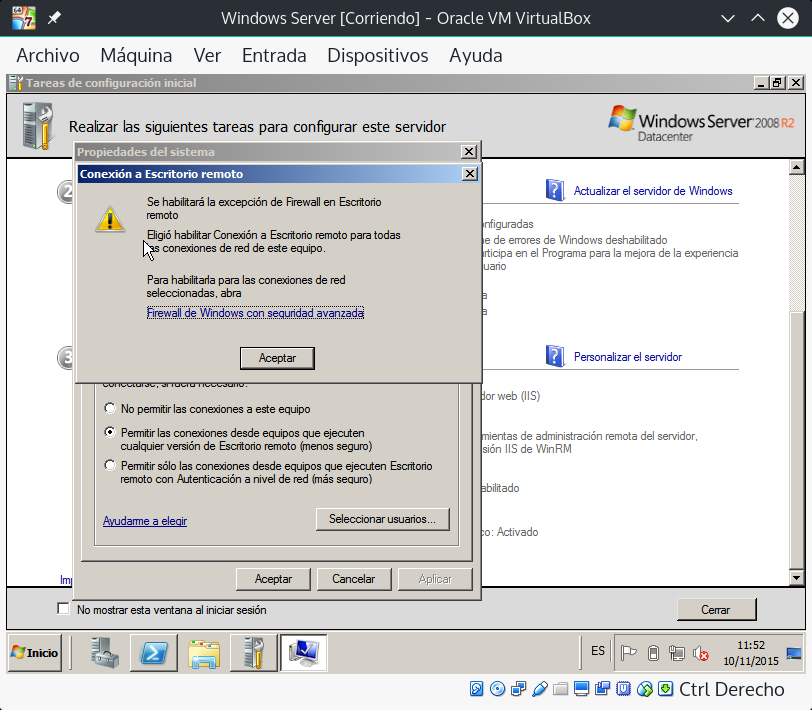 Windows Server [Corriendo] - Oracle VM VirtualBox
Archivo Máquina Ver Entrada Dispositivos Ayuda
Tareas de configuración inicial
Realizar las siguientes tareas para configurar este servidor
Windows Server 2008 R2
Datacenter
Propiedades del sistema
Conexión a Escritorio remoto
Se habilitará la excepción de Firewall en Escritorio
remoto
Eligió habilitar Conexión a Escritorio remoto para todas
las conexiones de red de este equipo.
Para habilitarla para las conexiones de red
seleccionadas, abra
Firewall de Windows con seguridad avanzada
Aceptar
2
Actualizar el servidor de Windows
nfiguradas
ne de errores de Windows deshabilitado
articipa en el Programa para la mejora de la experiencia
uario
a
a
3
Personalizar el servidor
dor web (IIS)
mientas de administración remota del servidor,
sión IIS de WinRM
abilitado
co: Activado
conectarse, si fuera necesario.
No permitir las conexiones a este equipo
Permitir las conexiones desde equipos que ejecuten
cualquier versión de Escritorio remoto (menos seguro)
Permitir sólo las conexiones desde equipos que ejecuten Escritorio
remoto con Autenticación a nivel de red (más seguro)
Ayudarme a elegir
Seleccionar usuarios...
Aceptar Cancelar Aplicar
Imp
No mostrar esta ventana al iniciar sesión
Cerrar
Inicio
ES
11:52
10/11/2015
Ctrl Derecho